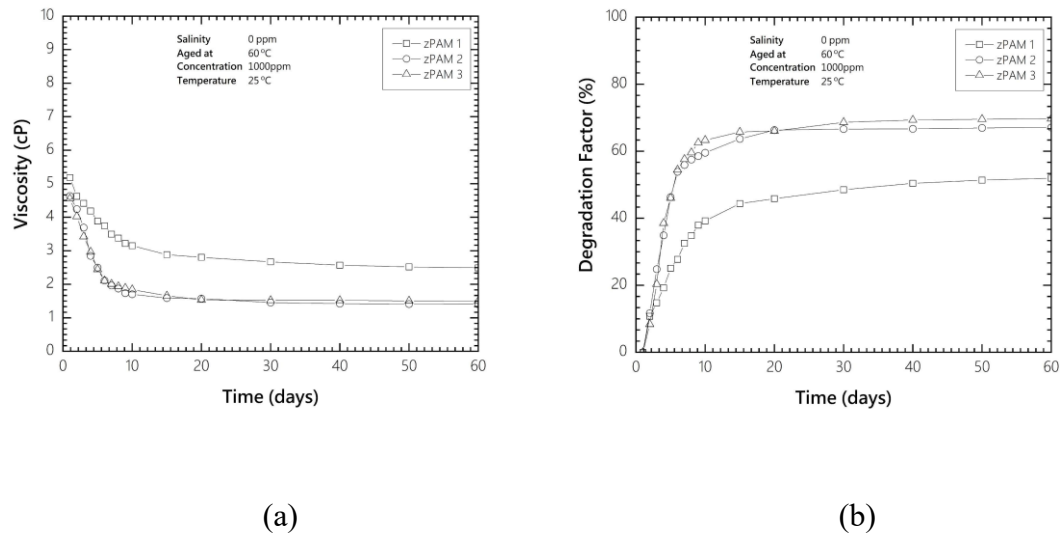 10
9
8
7
6
5
4
3
2
1
0
Viscosity (cP)
Salinity 0 ppm
Aged at 60 °C
Concentration 1000ppm
Temperature 25 °C
zPAM 1
zPAM 2
zPAM 3
0 10 20 30 40 50 60
Time (days)
(a)
100
80
60
40
20
0
Degradation Factor (%)
Salinity 0 ppm
Aged at 60 °C
Concentration 1000ppm
Temperature 25 °C
zPAM 1
zPAM 2
zPAM 3
0 10 20 30 40 50 60
Time (days)
(b)